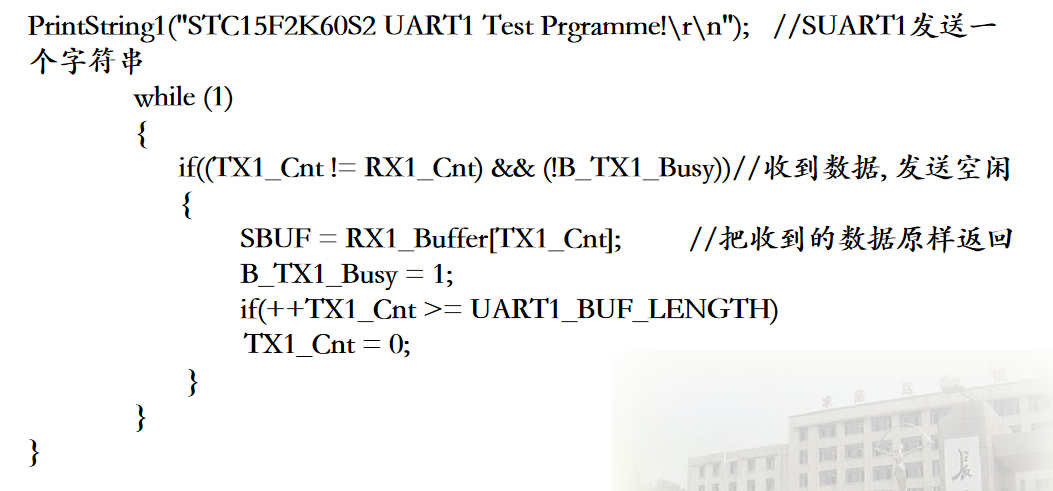 PrintString1("STC15F2K60S2 UART1 Test Prgramme!\r\n");   //SUART1发送一
个字符串
while (1)
{
if((TX1_Cnt != RX1_Cnt) && (!B_TX1_Busy))//收到数据, 发送空闲
{
SBUF = RX1_Buffer[TX1_Cnt];        //把收到的数据原样返回
B_TX1_Busy = 1;
if(++TX1_Cnt >= UART1_BUF_LENGTH)
TX1_Cnt = 0;
}
}
}